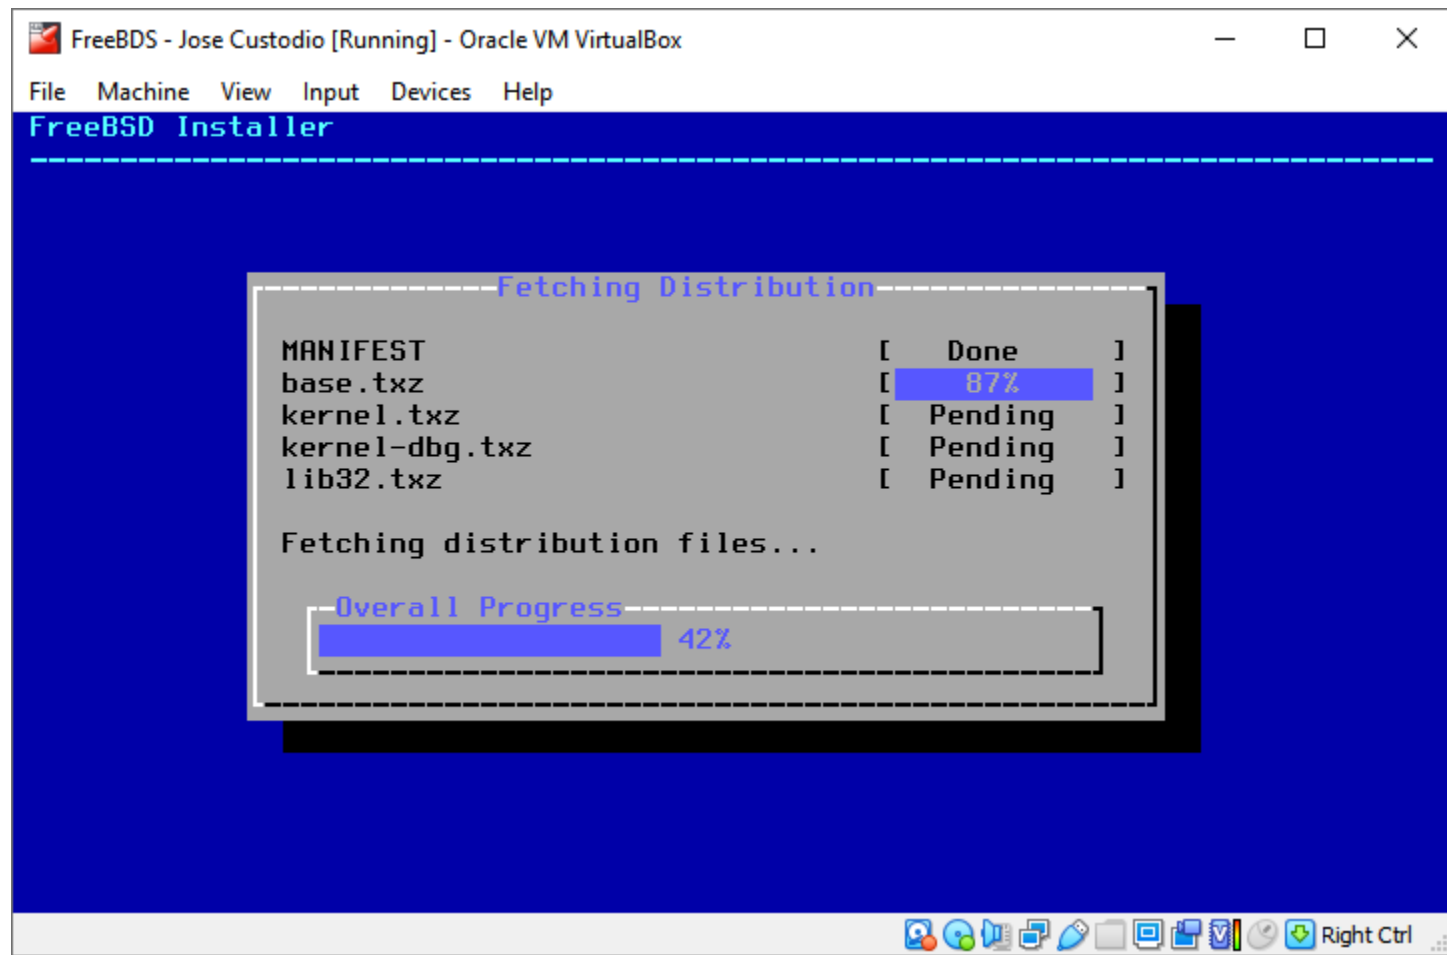 FreeBDS - Jose Custodio [Running] - Oracle VM VirtualBox
File Machine View Input Devices Help
FreeBSD Installer
Fetching Distribution
MANIFEST [ Done ]
base.txz [ 87% ]
kernel.txz [ Pending ]
kernel-dbg.txz [ Pending ]
lib32.txz [ Pending ]
Fetching distribution files...
Overall Progress
42%
Right Ctrl